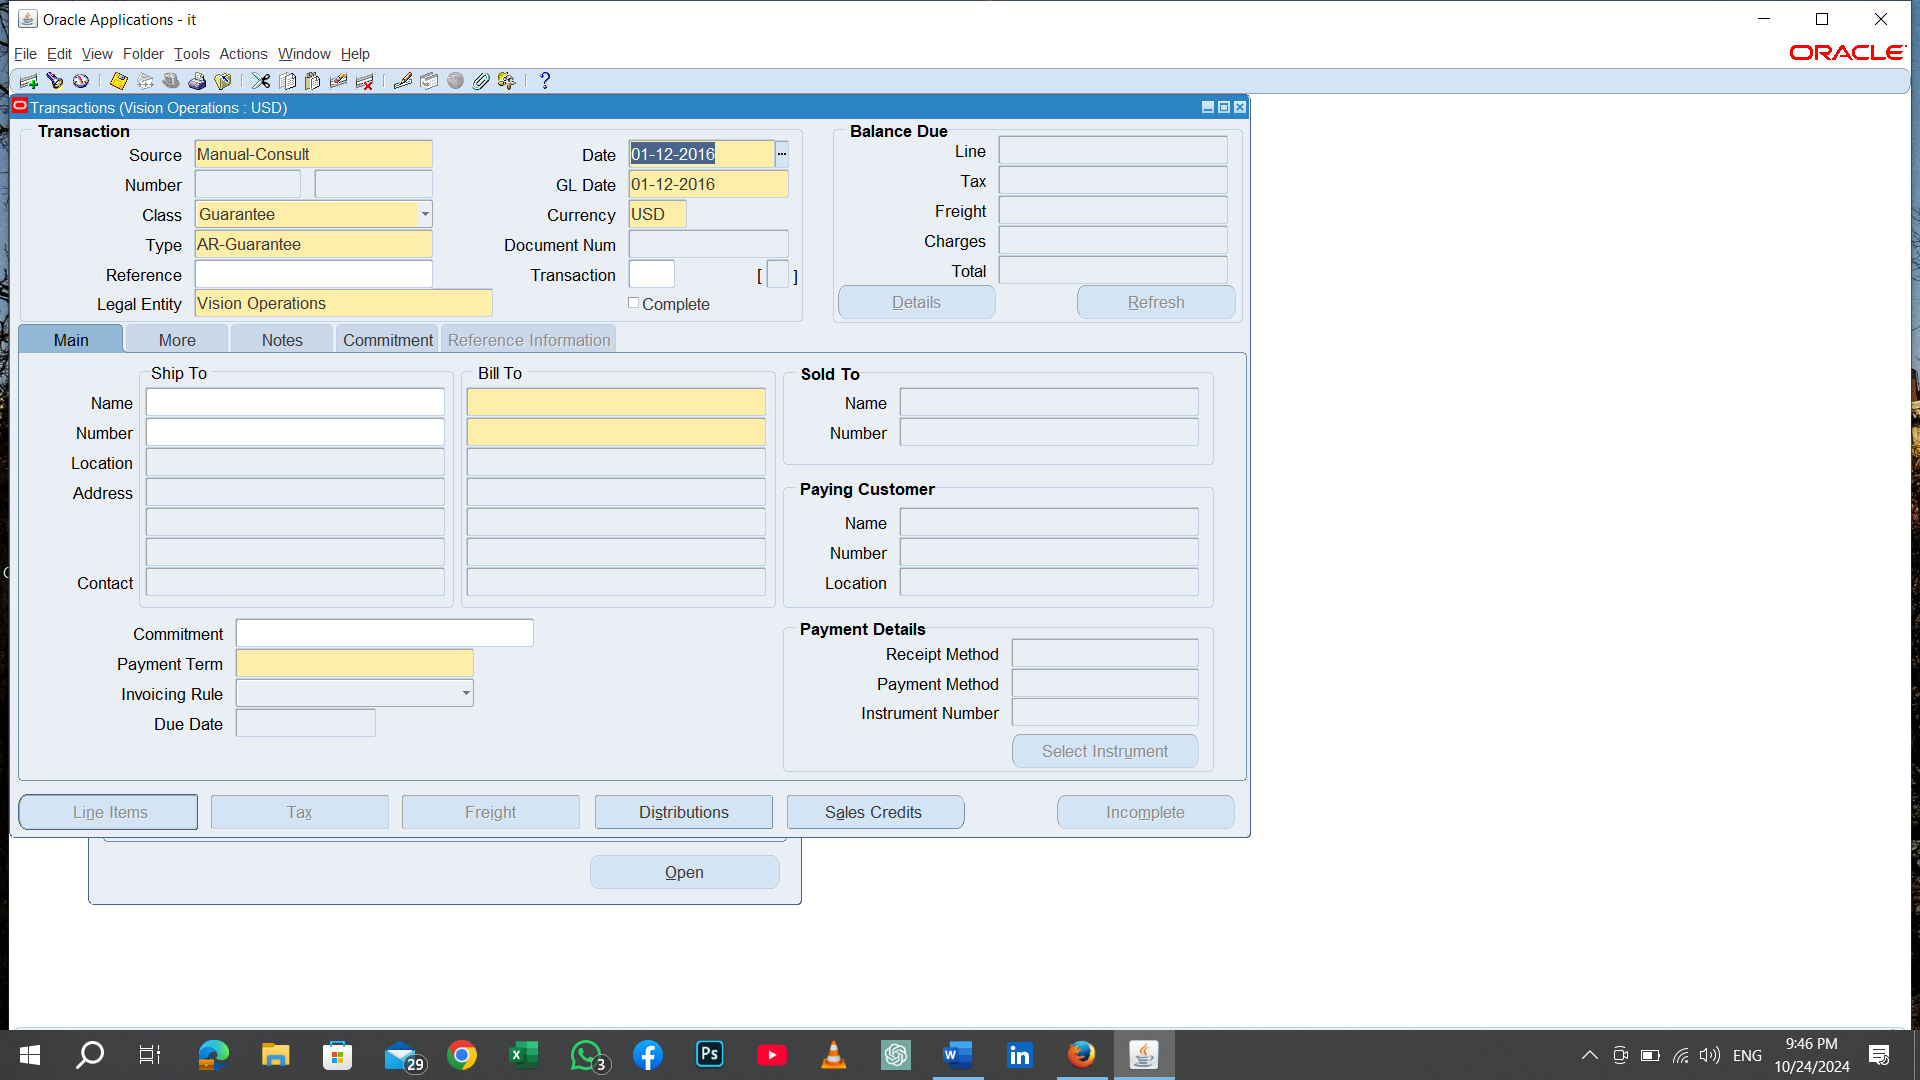 Oracle Applications - it
File Edit View Folder Tools Actions Window Help
ORACLE
Transactions (Vision Operations : USD)
Transaction
Source Manual-Consult
Number
Class Guarantee
Type AR-Guarantee
Reference
Legal Entity Vision Operations
Date 01-12-2016 ...
GL Date 01-12-2016
Currency USD
Document Num
Transaction [ ]
Complete
Balance Due
Line
Tax
Freight
Charges
Total
Details Refresh
Main More Notes Commitment Reference Information
Ship To Bill To
Name
Number
Location
Address
Contact
Sold To
Name
Number
Paying Customer
Name
Number
Location
Commitment
Payment Term
Invoicing Rule
Due Date
Payment Details
Receipt Method
Payment Method
Instrument Number
Select Instrument
Line Items Tax Freight Distributions Sales Credits Incomplete
Open
29 3 Ps ENG
9:46 PM
10/24/2024